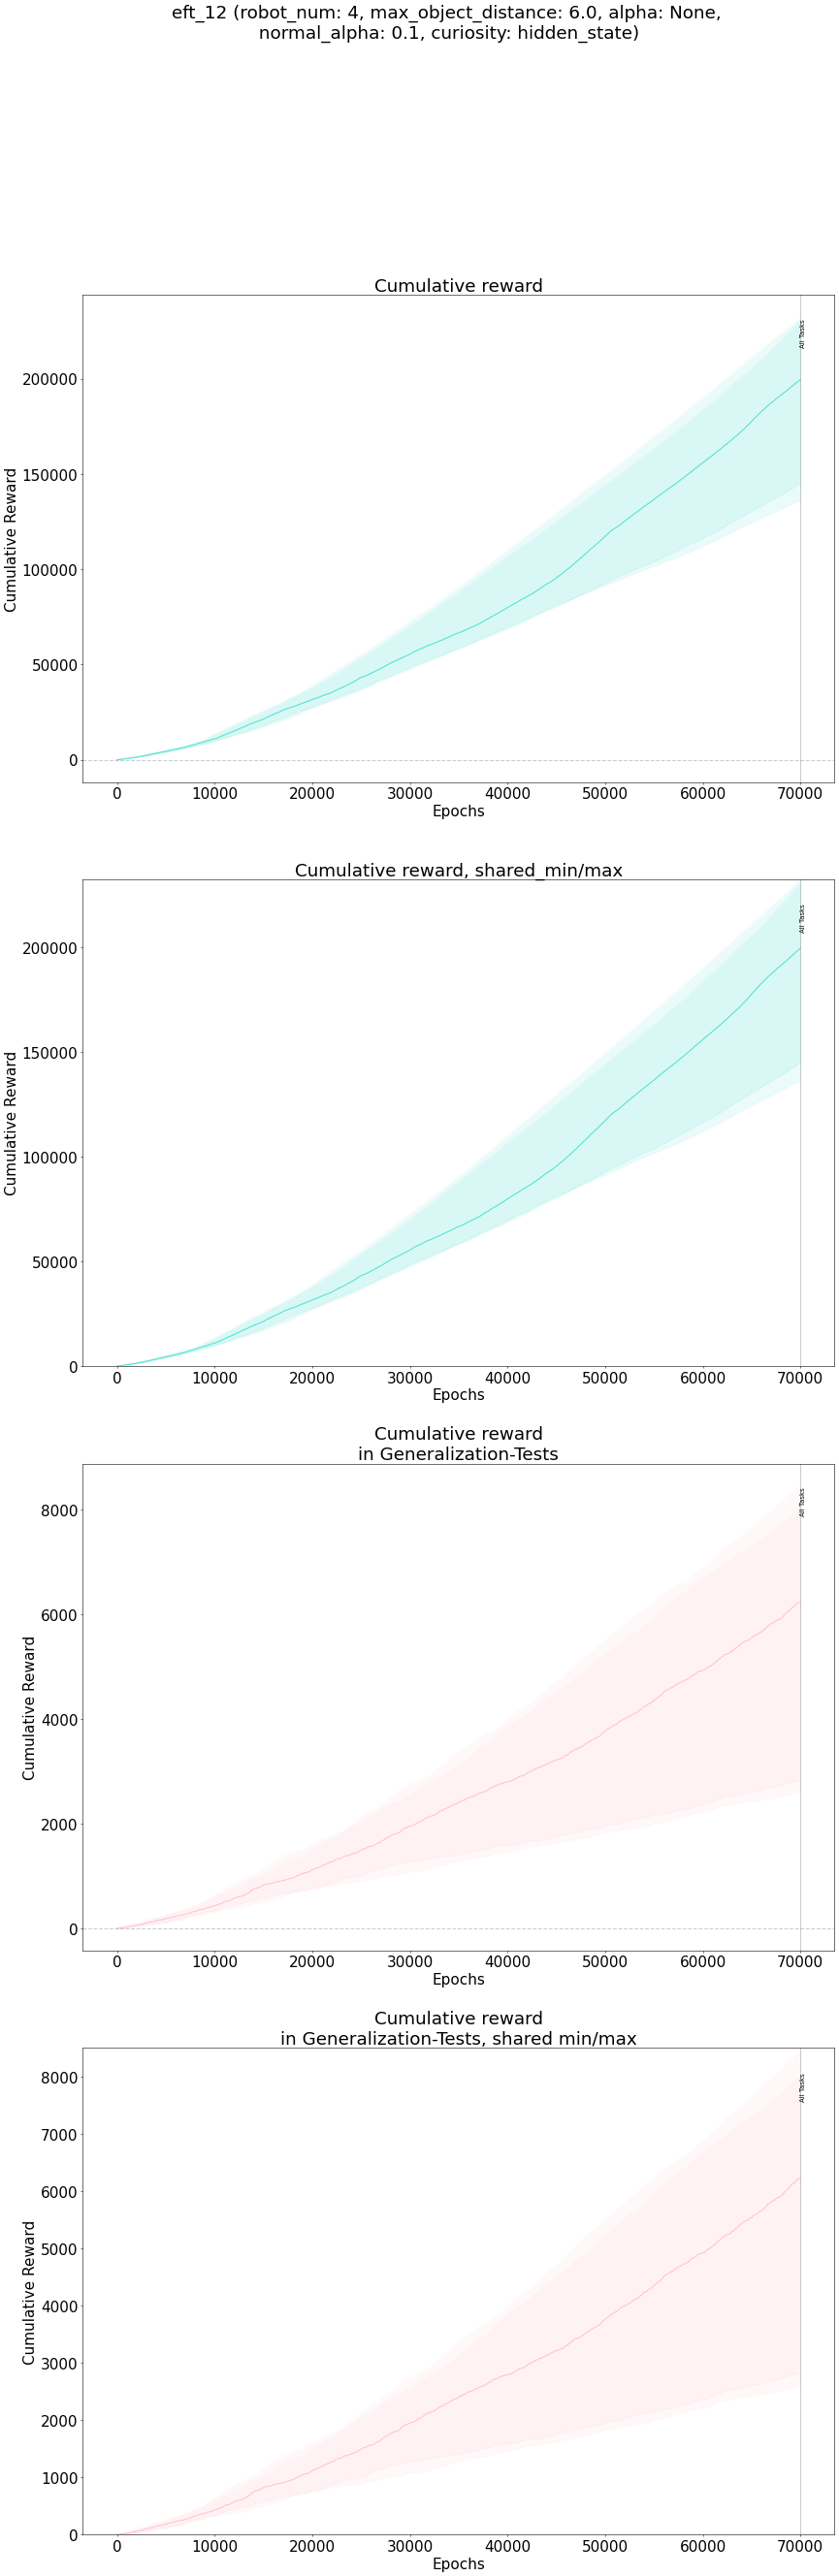 eft_12 (robot_num: 4, max_object_distance: 6.0, alpha: None,
normal_alpha: 0.1, curiosity: hidden_state)
Cumulative reward
All Tasks
200000
150000
100000
50000
0
Cumulative Reward
0 10000 20000 30000 40000 50000 60000 70000
Epochs
Cumulative reward, shared_min/max
All Tasks
200000
150000
100000
50000
0
Cumulative Reward
0 10000 20000 30000 40000 50000 60000 70000
Epochs
Cumulative reward
in Generalization-Tests
All Tasks
8000
6000
4000
2000
0
Cumulative Reward
0 10000 20000 30000 40000 50000 60000 70000
Epochs
Cumulative reward
in Generalization-Tests, shared min/max
All Tasks
8000
7000
6000
5000
4000
3000
2000
1000
0
Cumulative Reward
0 10000 20000 30000 40000 50000 60000 70000
Epochs